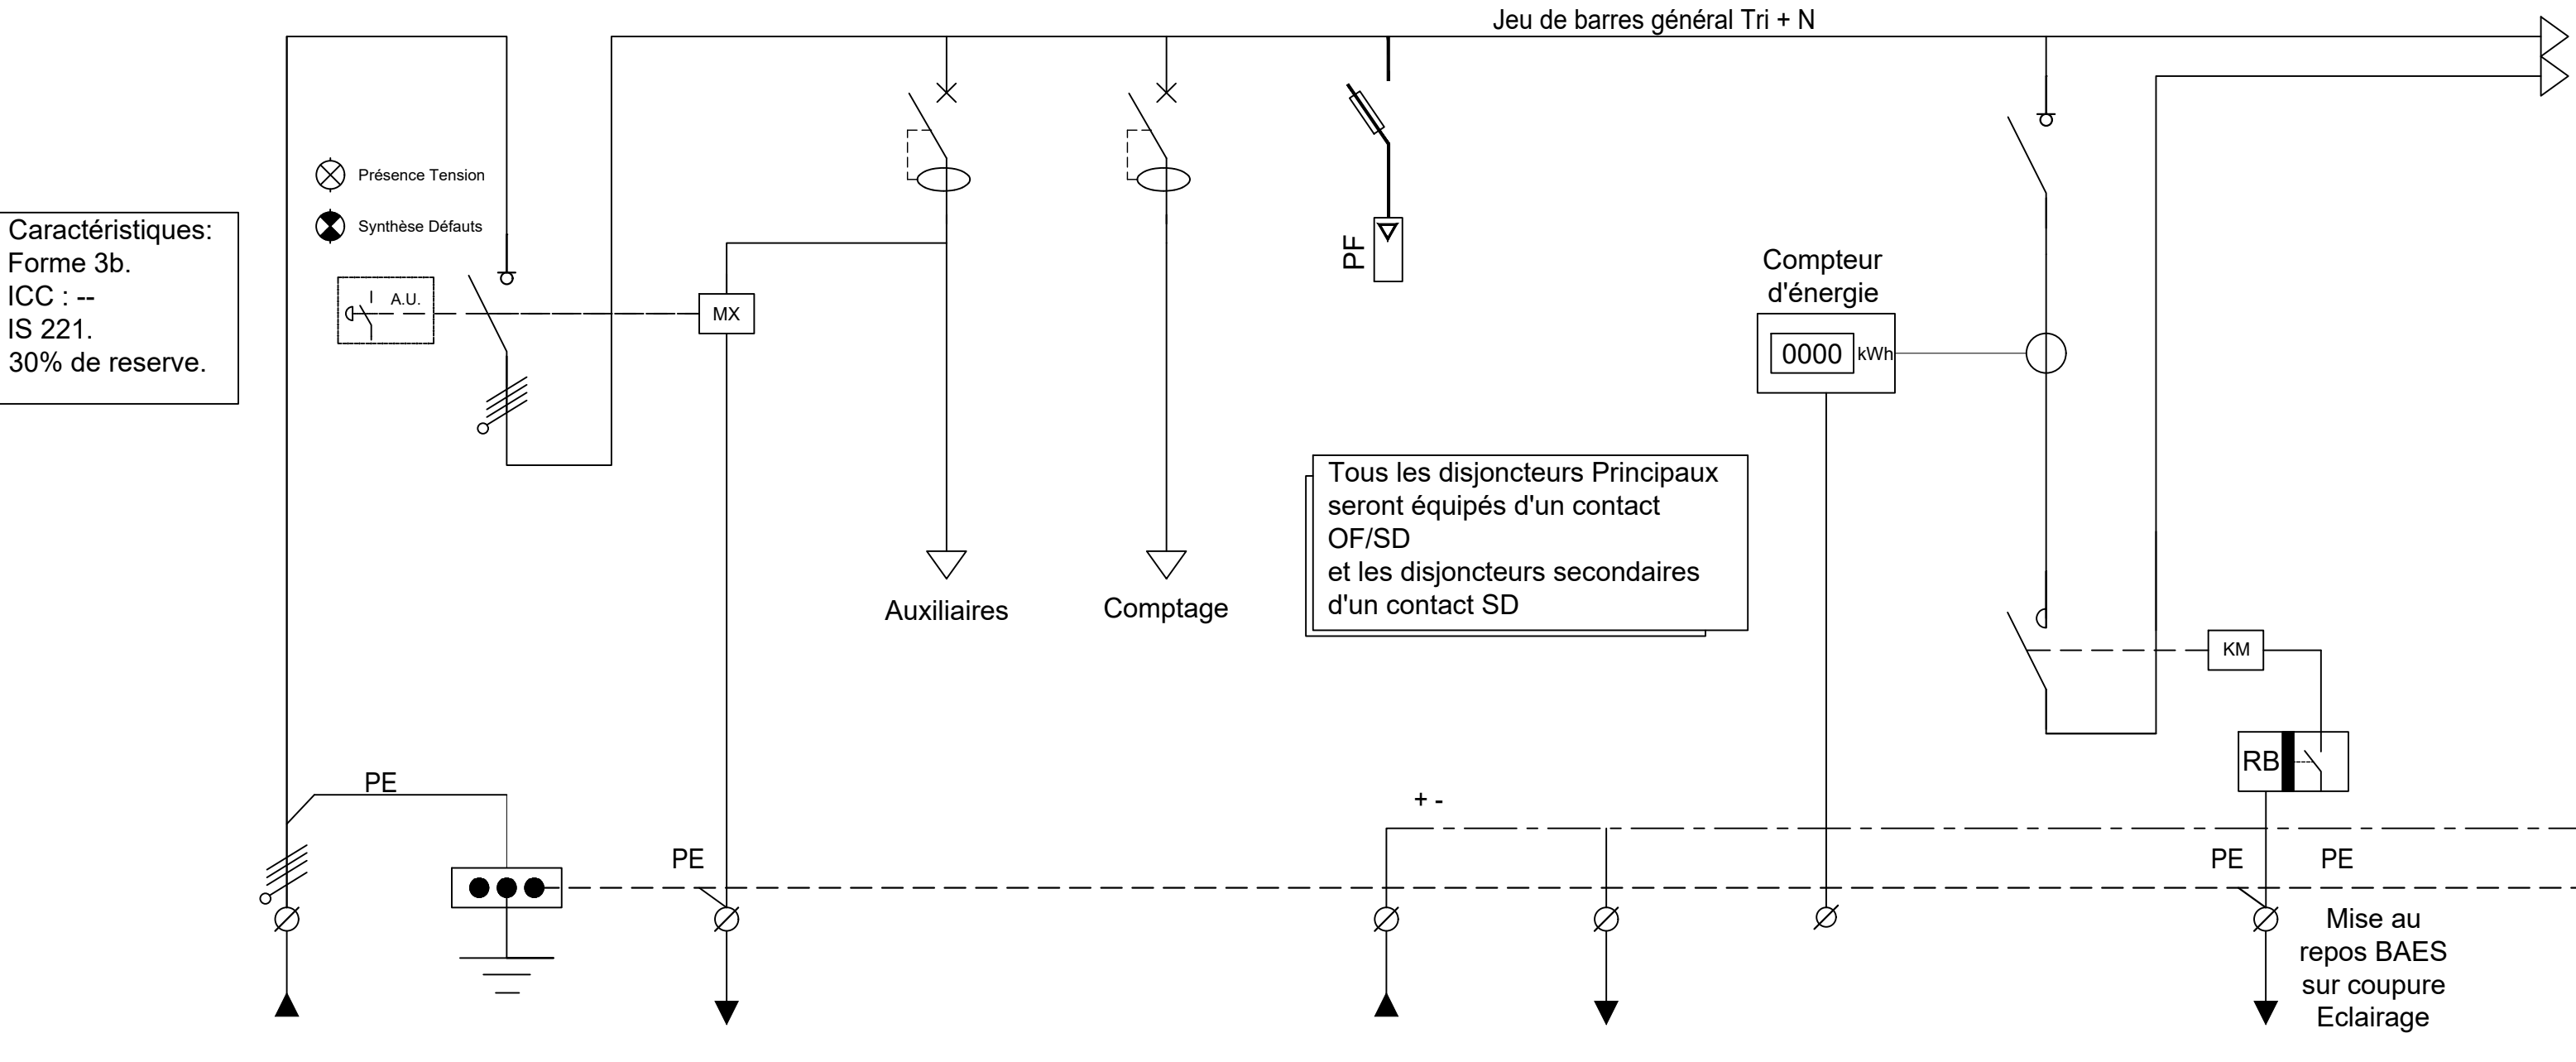 Jeu de barres général Tri + N
Présence Tension
Synthèse Défauts
Caractéristiques:
Forme 3b.
ICC : --
IS 221.
30% de reserve.
A.U.
MX
PF
Compteur
d'énergie
0000 kWh
Tous les disjoncteurs Principaux
seront équipés d'un contact
OF/SD
et les disjoncteurs secondaires
d'un contact SD
Auxiliaires
Comptage
KM
RB
PE
+ -
PE
PE
PE
Mise au
repos BAES
sur coupure
Eclairage